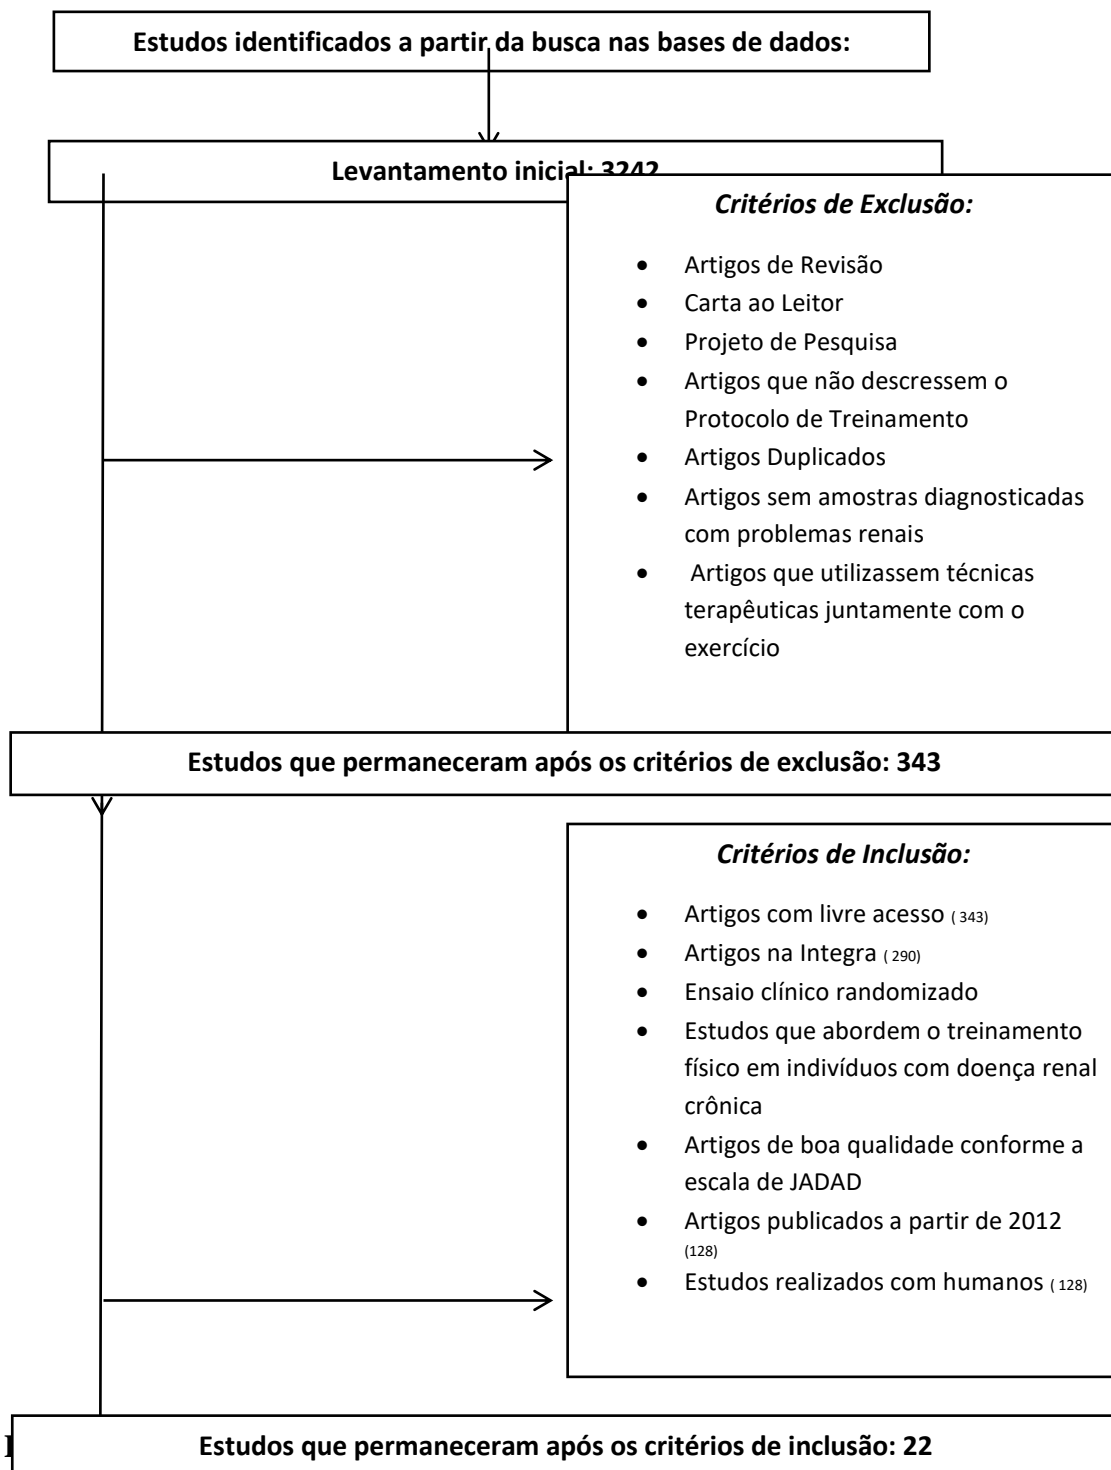 Estudos identificados a partir da busca nas bases de dados:
Levantamento inicial: 3242
Critérios de Exclusão:
• Artigos de Revisão
• Carta ao Leitor
• Projeto de Pesquisa
• Artigos que não descressem o
Protocolo de Treinamento
• Artigos Duplicados
• Artigos sem amostras diagnosticadas
com problemas renais
• Artigos que utilizassem técnicas
terapêuticas juntamente com o
exercício
Estudos que permaneceram após os critérios de exclusão: 343
Critérios de Inclusão:
• Artigos com livre acesso ( 343)
• Artigos na Integra ( 290)
• Ensaio clínico randomizado
• Estudos que abordem o treinamento
físico em indivíduos com doença renal
crônica
• Artigos de boa qualidade conforme a
escala de JADAD
• Artigos publicados a partir de 2012
(128)
• Estudos realizados com humanos ( 128)
Estudos que permaneceram após os critérios de inclusão: 22